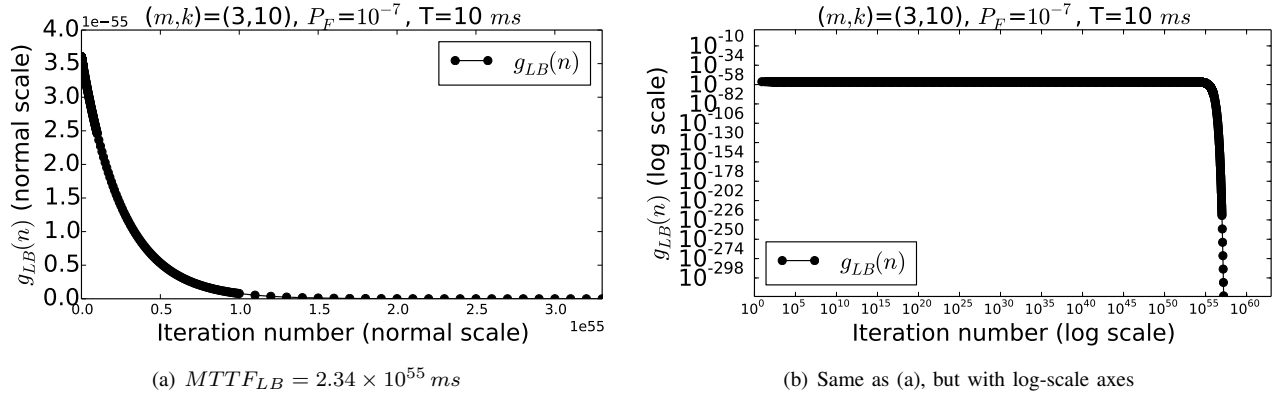 (m,k)=(3,10), P_F=10^-7, T=10 ms
1e−55
4.0
3.5
3.0
2.5
2.0
1.5
1.0
0.5
0.0
g_LB(n) (normal scale)
g_LB(n)
0.0 0.5 1.0 1.5 2.0 2.5 3.0
1e55
Iteration number (normal scale)
(a) MTTF_LB = 2.34 × 10^55 ms
(m,k)=(3,10), P_F=10^-7, T=10 ms
10^-10
10^-34
10^-58
10^-82
10^-106
10^-130
10^-154
10^-178
10^-202
10^-226
10^-250
10^-274
10^-298
g_LB(n) (log scale)
g_LB(n)
10^0 10^5 10^10 10^15 10^20 10^25 10^30 10^35 10^40 10^45 10^50 10^55 10^60
Iteration number (log scale)
(b) Same as (a), but with log-scale axes